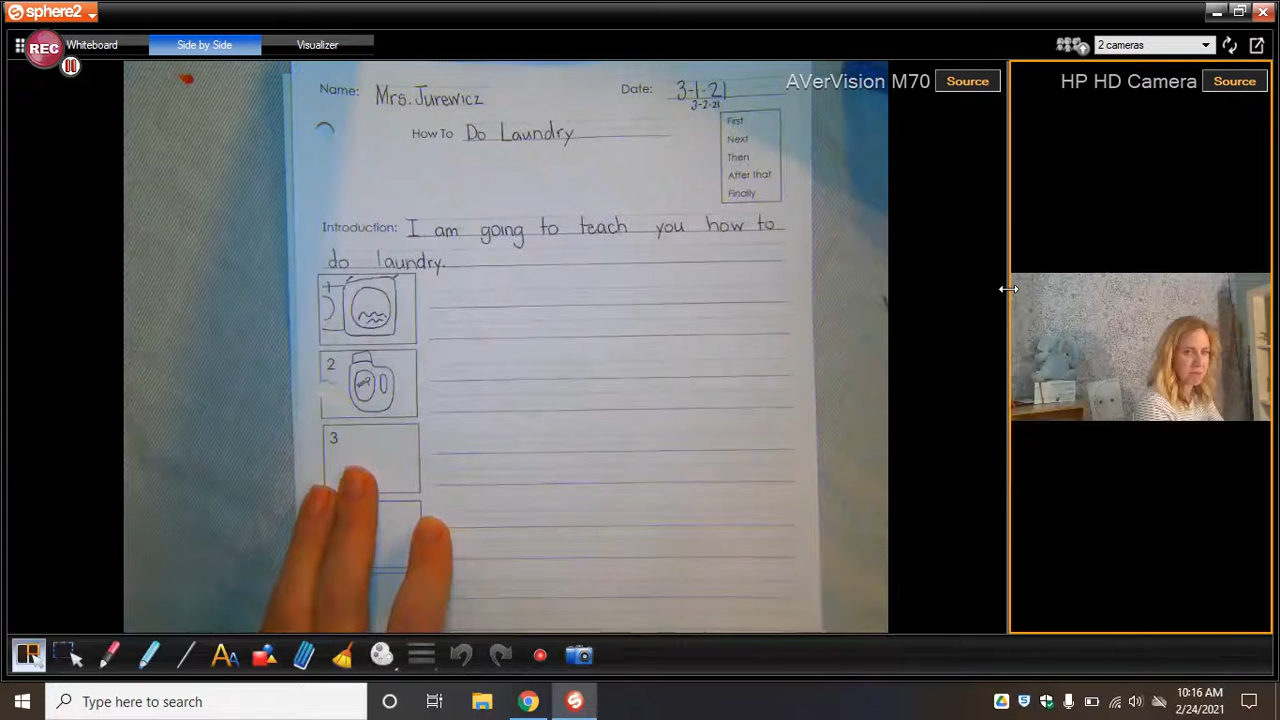 sphere2
REC
Whiteboard
Side by Side
Visualizer
2 cameras
AVerVision M70
Source
HP HD Camera
Source
Name: Mrs. Jurewicz
Date: 3-1-21
3-2-21
How To Do Laundry
First
Next
Then
After that
Finally
Introduction: I am going to teach you how to
do laundry.
1
2
3
Type here to search
10:16 AM
2/24/2021